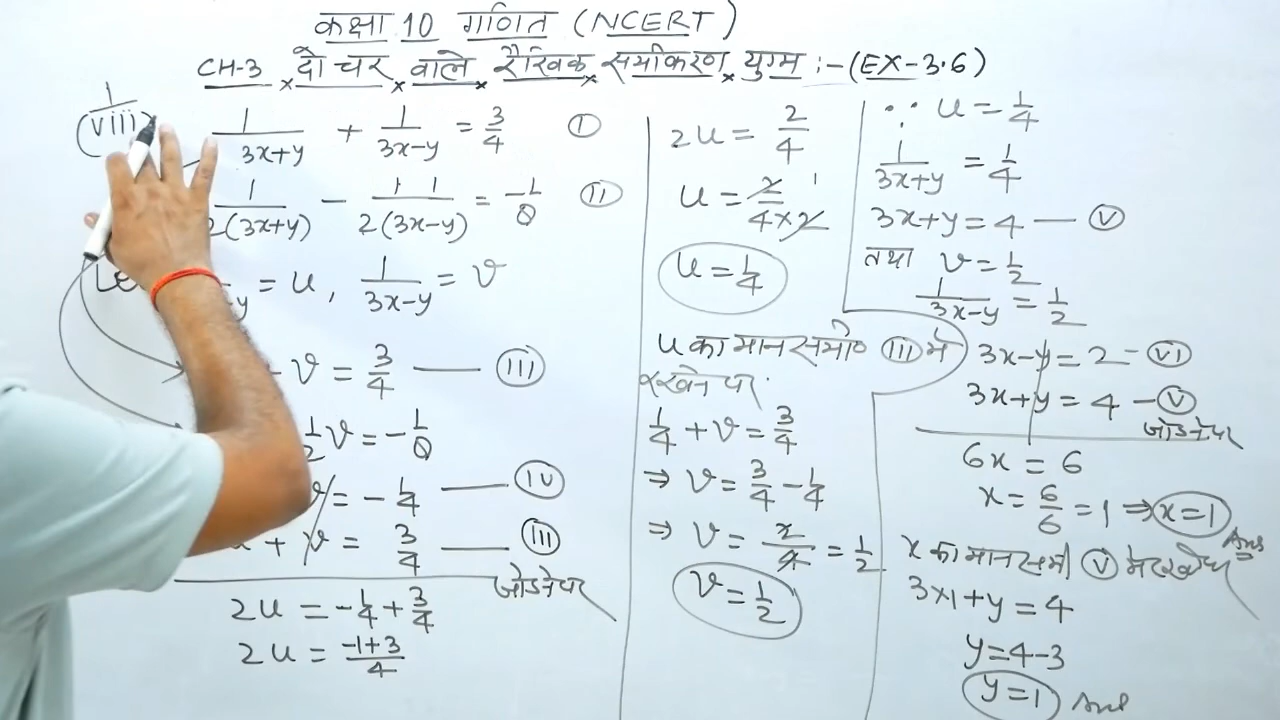 कक्षा 10 गणित (NCERT)
CH-3 × दो चर × वाले × रैखिक × समीकरण × युग्म :- (EX-3.6)
(viii)
1/(3x+y) + 1/(3x-y) = 3/4 (I)
1/2(3x+y) - 1/2(3x-y) = -1/8 (II)
= u, 1/(3x-y) = v
v = 3/4 — (III)
1/2 v = -1/8
v = -1/4 — (IV)
u + v = 3/4 — (III)
जोडने पर
2u = -1/4 + 3/4
2u = (-1+3)/4
2u = 2/4
u = 2/(4×2) 1
u = 1/4
u का मान समी० (III) में
रखने पर
1/4 + v = 3/4
⇒ v = 3/4 - 1/4
⇒ v = 2/4 = 1/2
v = 1/2
∵ u = 1/4
1/(3x+y) = 1/4
3x+y = 4 — (V)
तथा v = 1/2
1/(3x-y) = 1/2
3x-y = 2 - (VI)
3x+y = 4 - (V)
जोडने पर
6x = 6
x = 6/6 = 1 ⇒ x=1 Ans
x का मान समी (V) में रखने पर
3×1+y = 4
y = 4-3
y=1 Ans